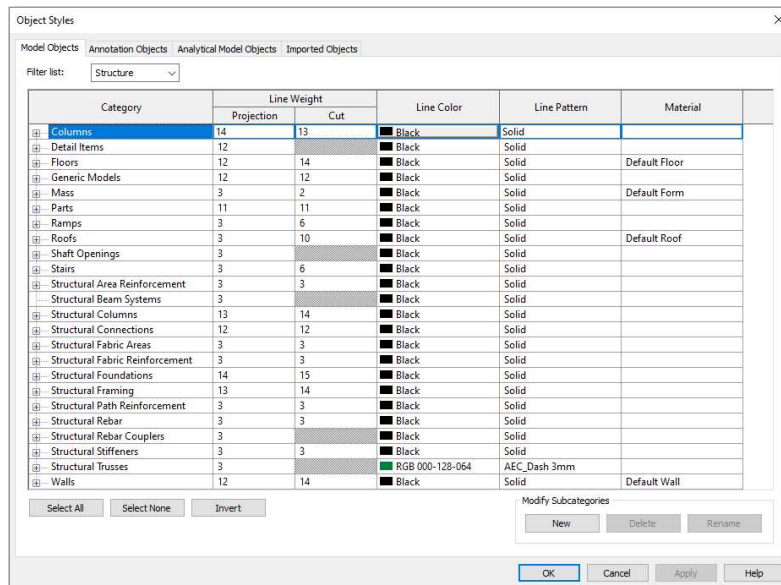 Object Styles
Model Objects Annotation Objects Analytical Model Objects Imported Objects
Filter list: Structure
Category Line Weight Line Color Line Pattern Material
Projection Cut
Columns 14 13 Black Solid
Detail Items 12 Black Solid
Floors 12 14 Black Solid Default Floor
Generic Models 12 12 Black Solid
Mass 3 2 Black Solid Default Form
Parts 11 11 Black Solid
Ramps 3 6 Black Solid
Roofs 3 10 Black Solid Default Roof
Shaft Openings 3 Black Solid
Stairs 3 6 Black Solid
Structural Area Reinforcement 3 3 Black Solid
Structural Beam Systems 3 Black Solid
Structural Columns 13 14 Black Solid
Structural Connections 12 12 Black Solid
Structural Fabric Areas 3 3 Black Solid
Structural Fabric Reinforcement 3 3 Black Solid
Structural Foundations 14 15 Black Solid
Structural Framing 13 14 Black Solid
Structural Path Reinforcement 3 3 Black Solid
Structural Rebar 3 3 Black Solid
Structural Rebar Couplers 3 Black Solid
Structural Stiffeners 3 3 Black Solid
Structural Trusses 3 RGB 000-128-064 AEC_Dash 3mm
Walls 12 14 Black Solid Default Wall
Select All Select None Invert
Modify Subcategories
New Delete Rename
OK Cancel Apply Help